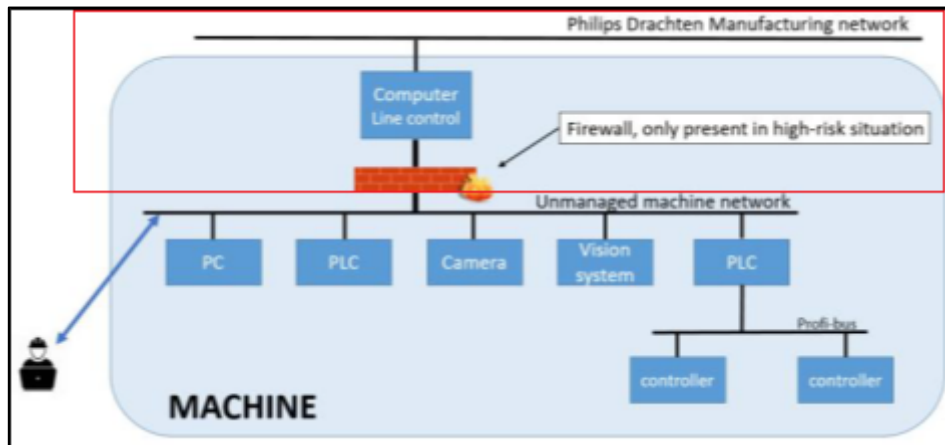 Philips Drachten Manufacturing network
Computer
Line control
Firewall, only present in high-risk situation
Unmanaged machine network
PC
PLC
Camera
Vision
system
PLC
Profi-bus
controller
controller
MACHINE